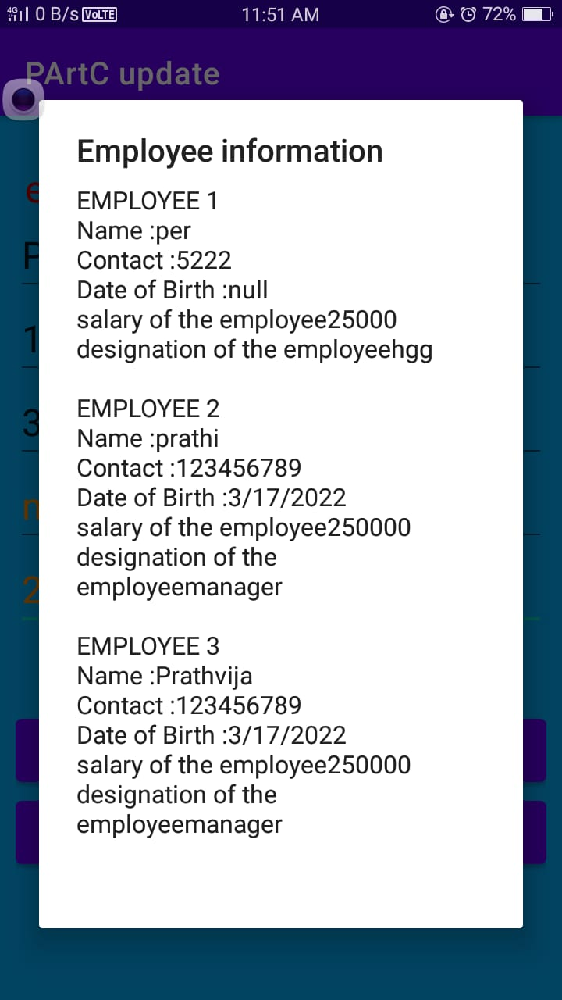 4G 0 B/s VoLTE 11:51 AM 72%
PArtC update
Employee information
EMPLOYEE 1
Name :per
Contact :5222
Date of Birth :null
salary of the employee25000
designation of the employeehgg
EMPLOYEE 2
Name :prathi
Contact :123456789
Date of Birth :3/17/2022
salary of the employee250000
designation of the
employeemanager
EMPLOYEE 3
Name :Prathvija
Contact :123456789
Date of Birth :3/17/2022
salary of the employee250000
designation of the
employeemanager